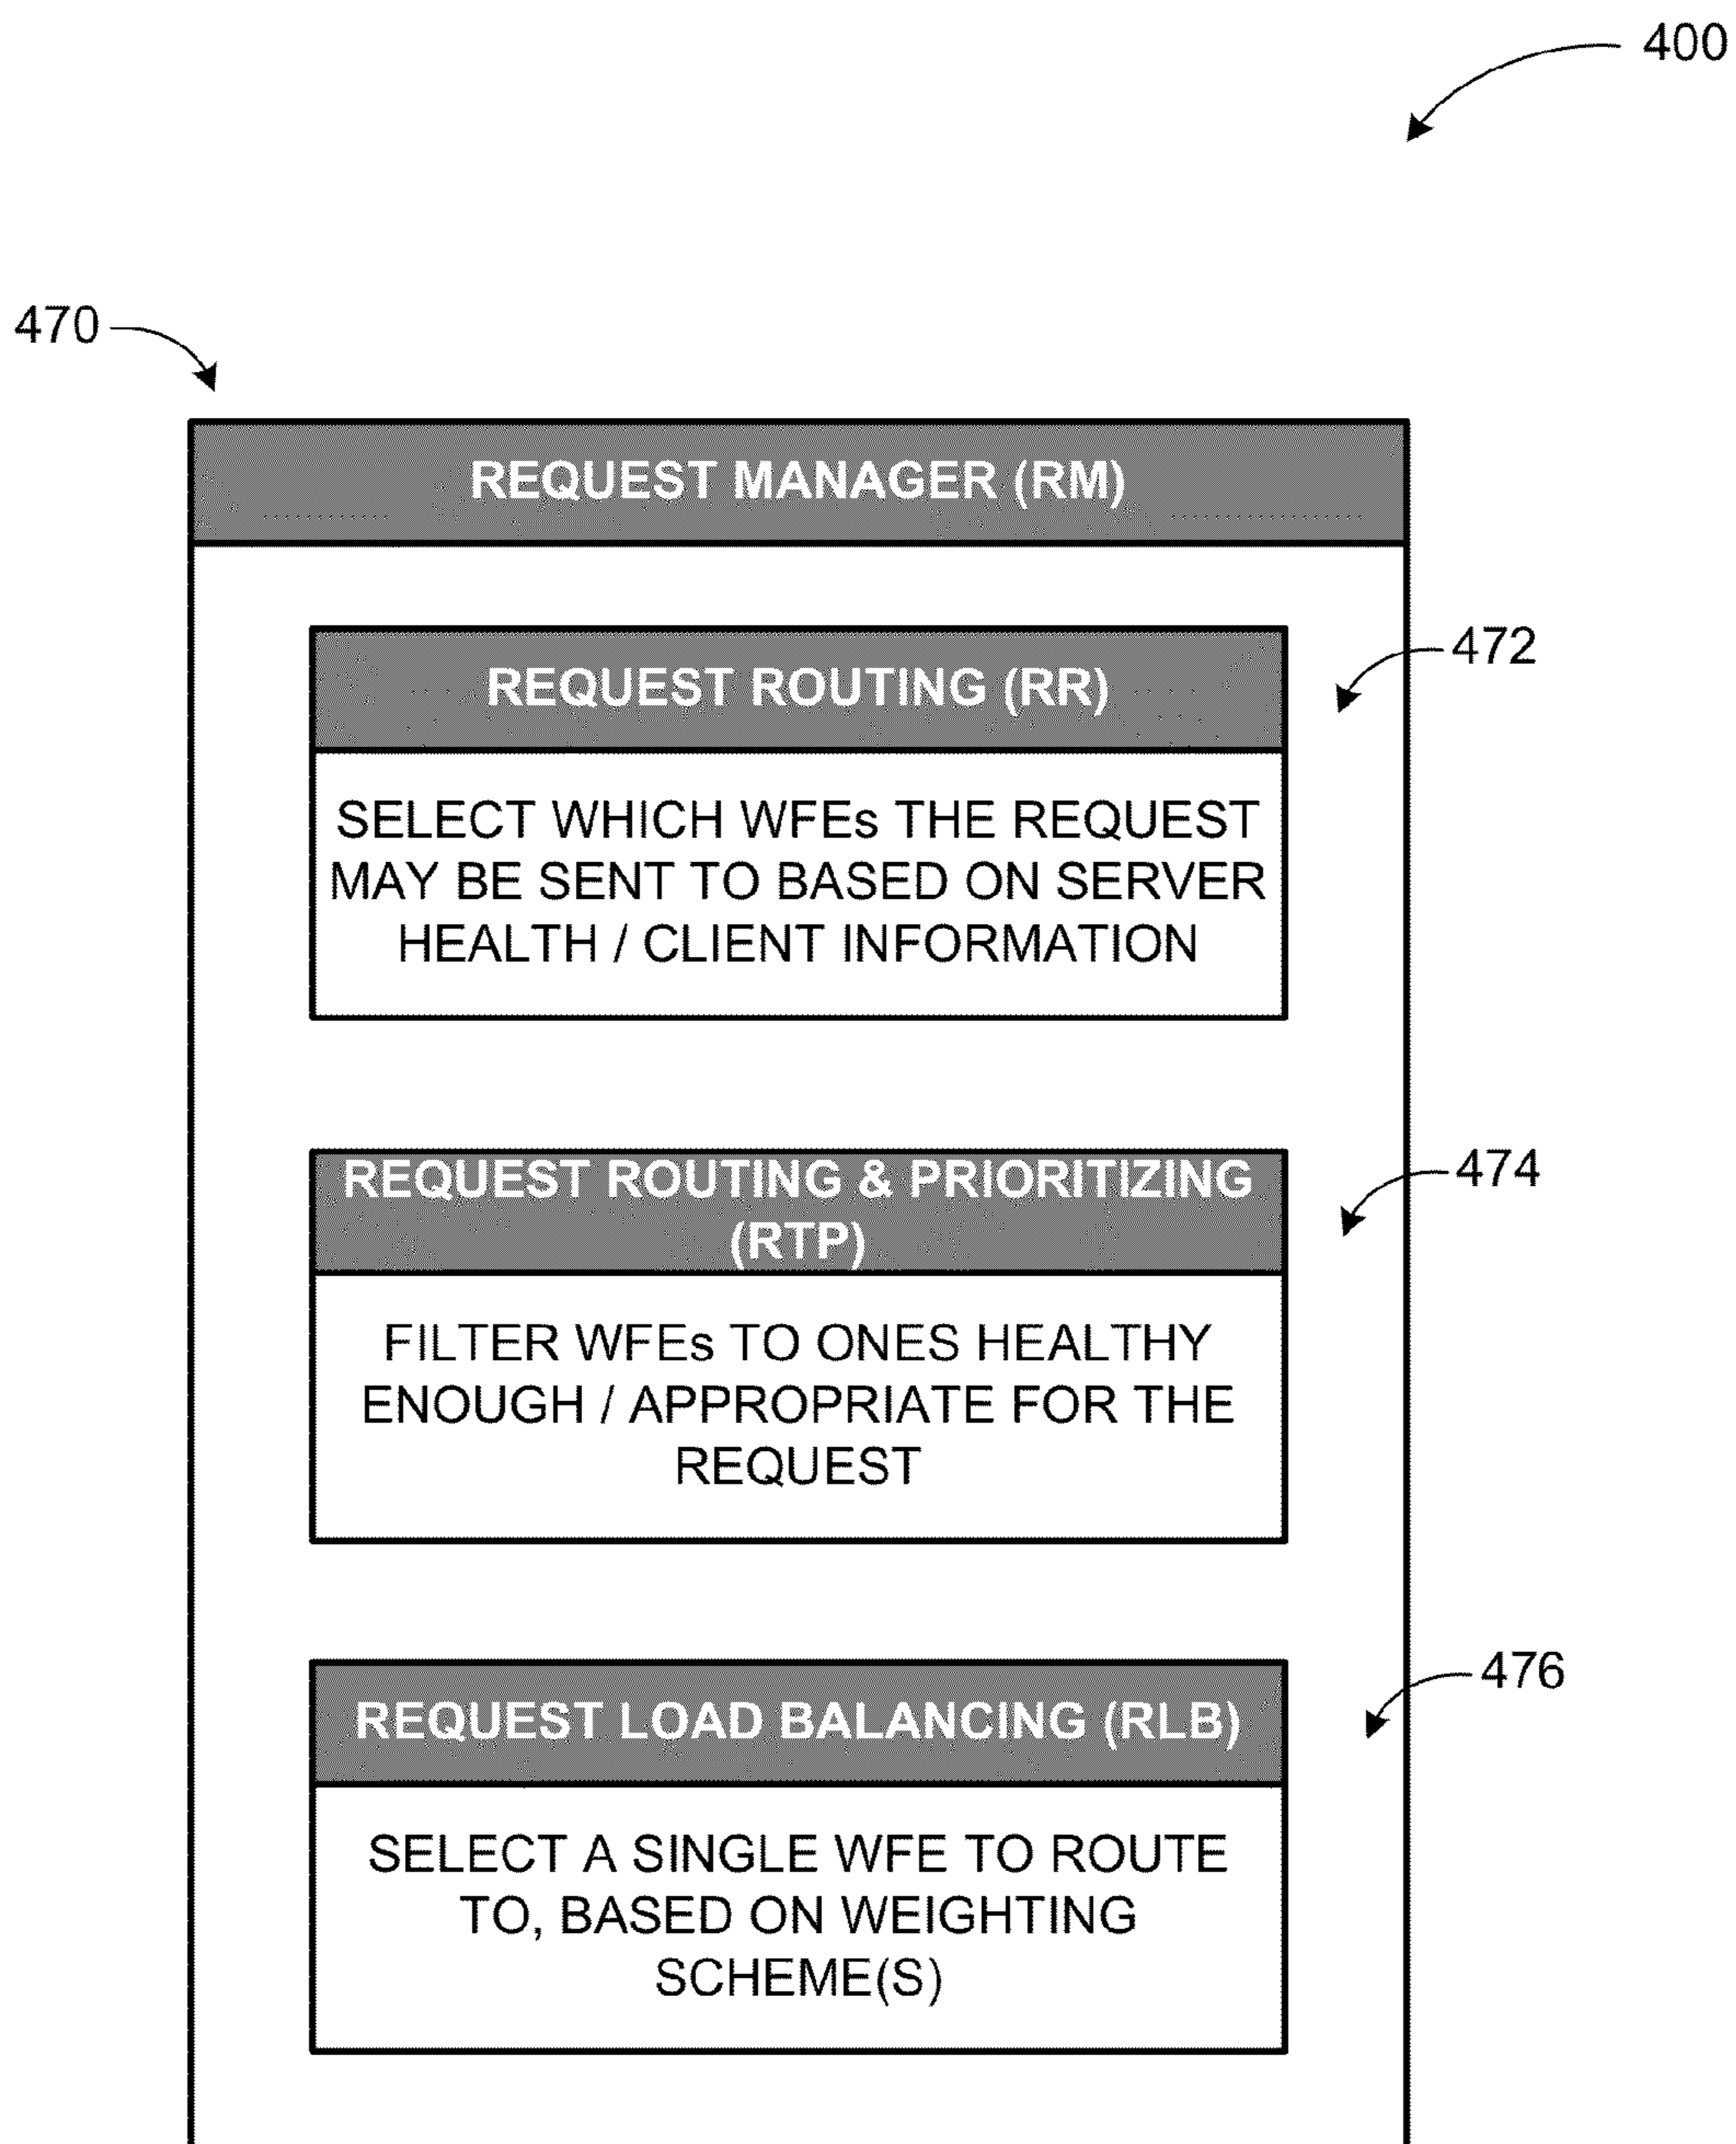 400
470
REQUEST MANAGER (RM)
REQUEST ROUTING (RR)
472
SELECT WHICH WFEs THE REQUEST
MAY BE SENT TO BASED ON SERVER
HEALTH / CLIENT INFORMATION
REQUEST ROUTING & PRIORITIZING
(RTP)
474
FILTER WFEs TO ONES HEALTHY
ENOUGH / APPROPRIATE FOR THE
REQUEST
REQUEST LOAD BALANCING (RLB)
476
SELECT A SINGLE WFE TO ROUTE
TO, BASED ON WEIGHTING
SCHEME(S)